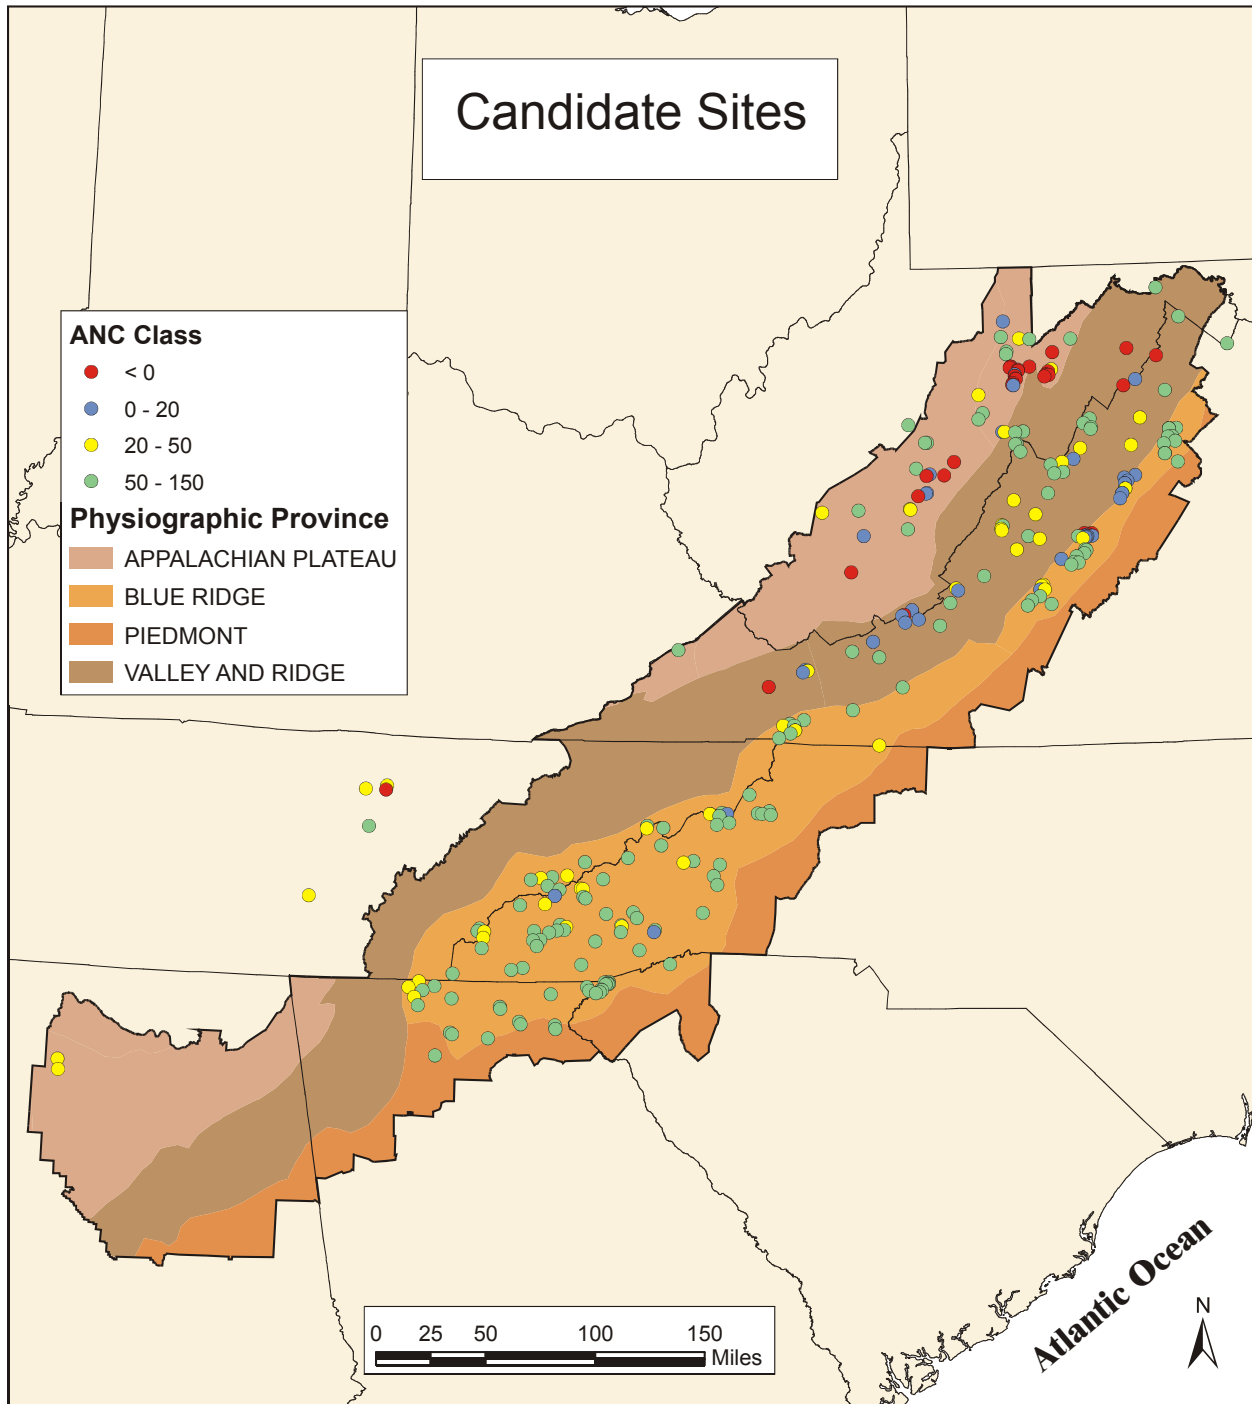 Candidate Sites
ANC Class
< 0
0 - 20
20 - 50
50 - 150
Physiographic Province
APPALACHIAN PLATEAU
BLUE RIDGE
PIEDMONT
VALLEY AND RIDGE
Atlantic Ocean
N
0 25 50 100 150
Miles